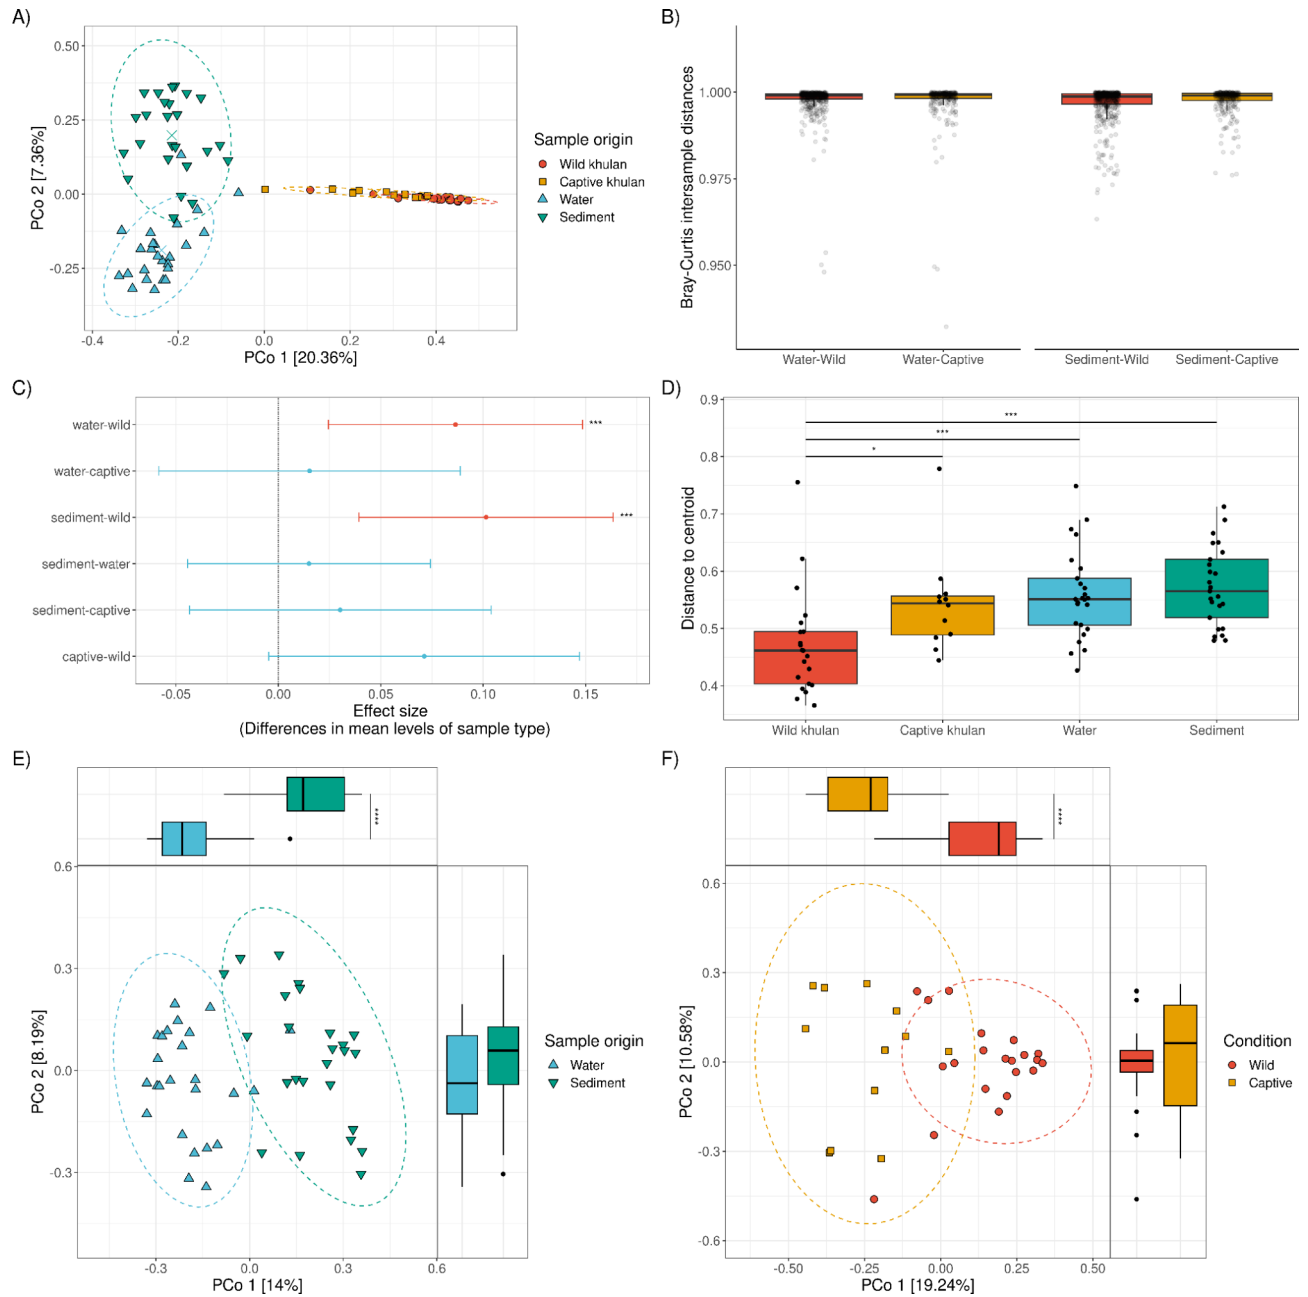 A)
PCo 2 [7.36%]
0.50
0.25
0.00
-0.25
-0.4
-0.2
0.0
0.2
0.4
PCo 1 [20.36%]
Sample origin
Wild khulan
Captive khulan
Water
Sediment
B)
Bray-Curtis intersample distances
1.000
0.975
0.950
Water-Wild
Water-Captive
Sediment-Wild
Sediment-Captive
C)
water-wild
water-captive
sediment-wild
sediment-water
sediment-captive
captive-wild
***
***
-0.05
0.00
0.05
0.10
0.15
Effect size
(Differences in mean levels of sample type)
D)
Distance to centroid
0.9
0.8
0.7
0.6
0.5
0.4
***
***
*
Wild khulan
Captive khulan
Water
Sediment
E)
****
PCo 2 [8.19%]
0.6
0.3
0.0
-0.3
-0.3
0.0
0.3
0.6
PCo 1 [14%]
Sample origin
Water
Sediment
F)
****
PCo 2 [10.58%]
0.6
0.3
0.0
-0.3
-0.6
-0.50
-0.25
0.00
0.25
0.50
PCo 1 [19.24%]
Condition
Wild
Captive